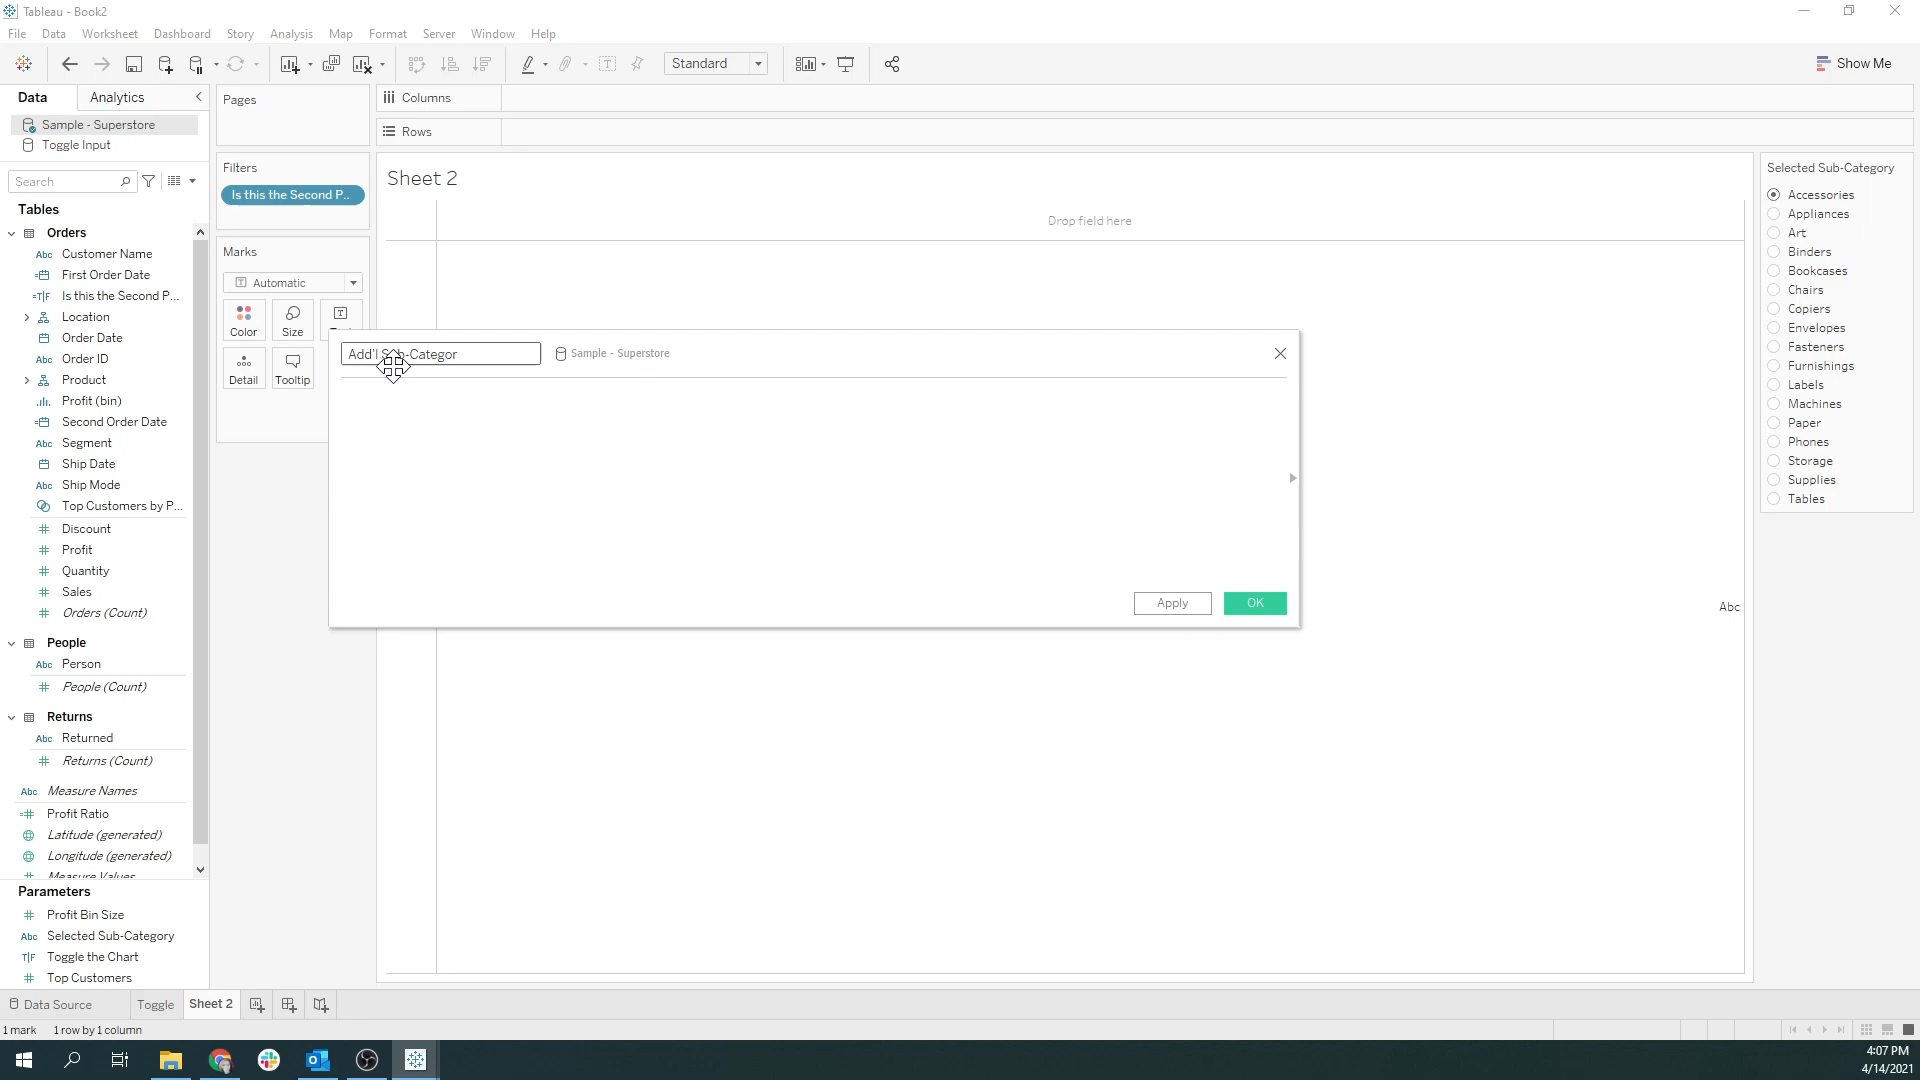 Tableau - Book2
File Data Worksheet Dashboard Story Analysis Map Format Server Window Help
Standard
Show Me
Data Analytics
Sample - Superstore
Toggle Input
Search
Tables
Orders
Customer Name
First Order Date
Is this the Second P...
Location
Order Date
Order ID
Product
Profit (bin)
Second Order Date
Segment
Ship Date
Ship Mode
Top Customers by P...
Discount
Profit
Quantity
Sales
Orders (Count)
People
Person
People (Count)
Returns
Returned
Returns (Count)
Measure Names
Profit Ratio
Latitude (generated)
Longitude (generated)
Measure Values
Parameters
Profit Bin Size
Selected Sub-Category
Toggle the Chart
Top Customers
Pages
Filters
Is this the Second P..
Marks
Automatic
Color Size
Detail Tooltip
Columns
Rows
Sheet 2
Drop field here
Add'l Sub-Categor
Sample - Superstore
Apply OK
Abc
Selected Sub-Category
Accessories
Appliances
Art
Binders
Bookcases
Chairs
Copiers
Envelopes
Fasteners
Furnishings
Labels
Machines
Paper
Phones
Storage
Supplies
Tables
Data Source Toggle Sheet 2
1 mark 1 row by 1 column
4:07 PM
4/14/2021